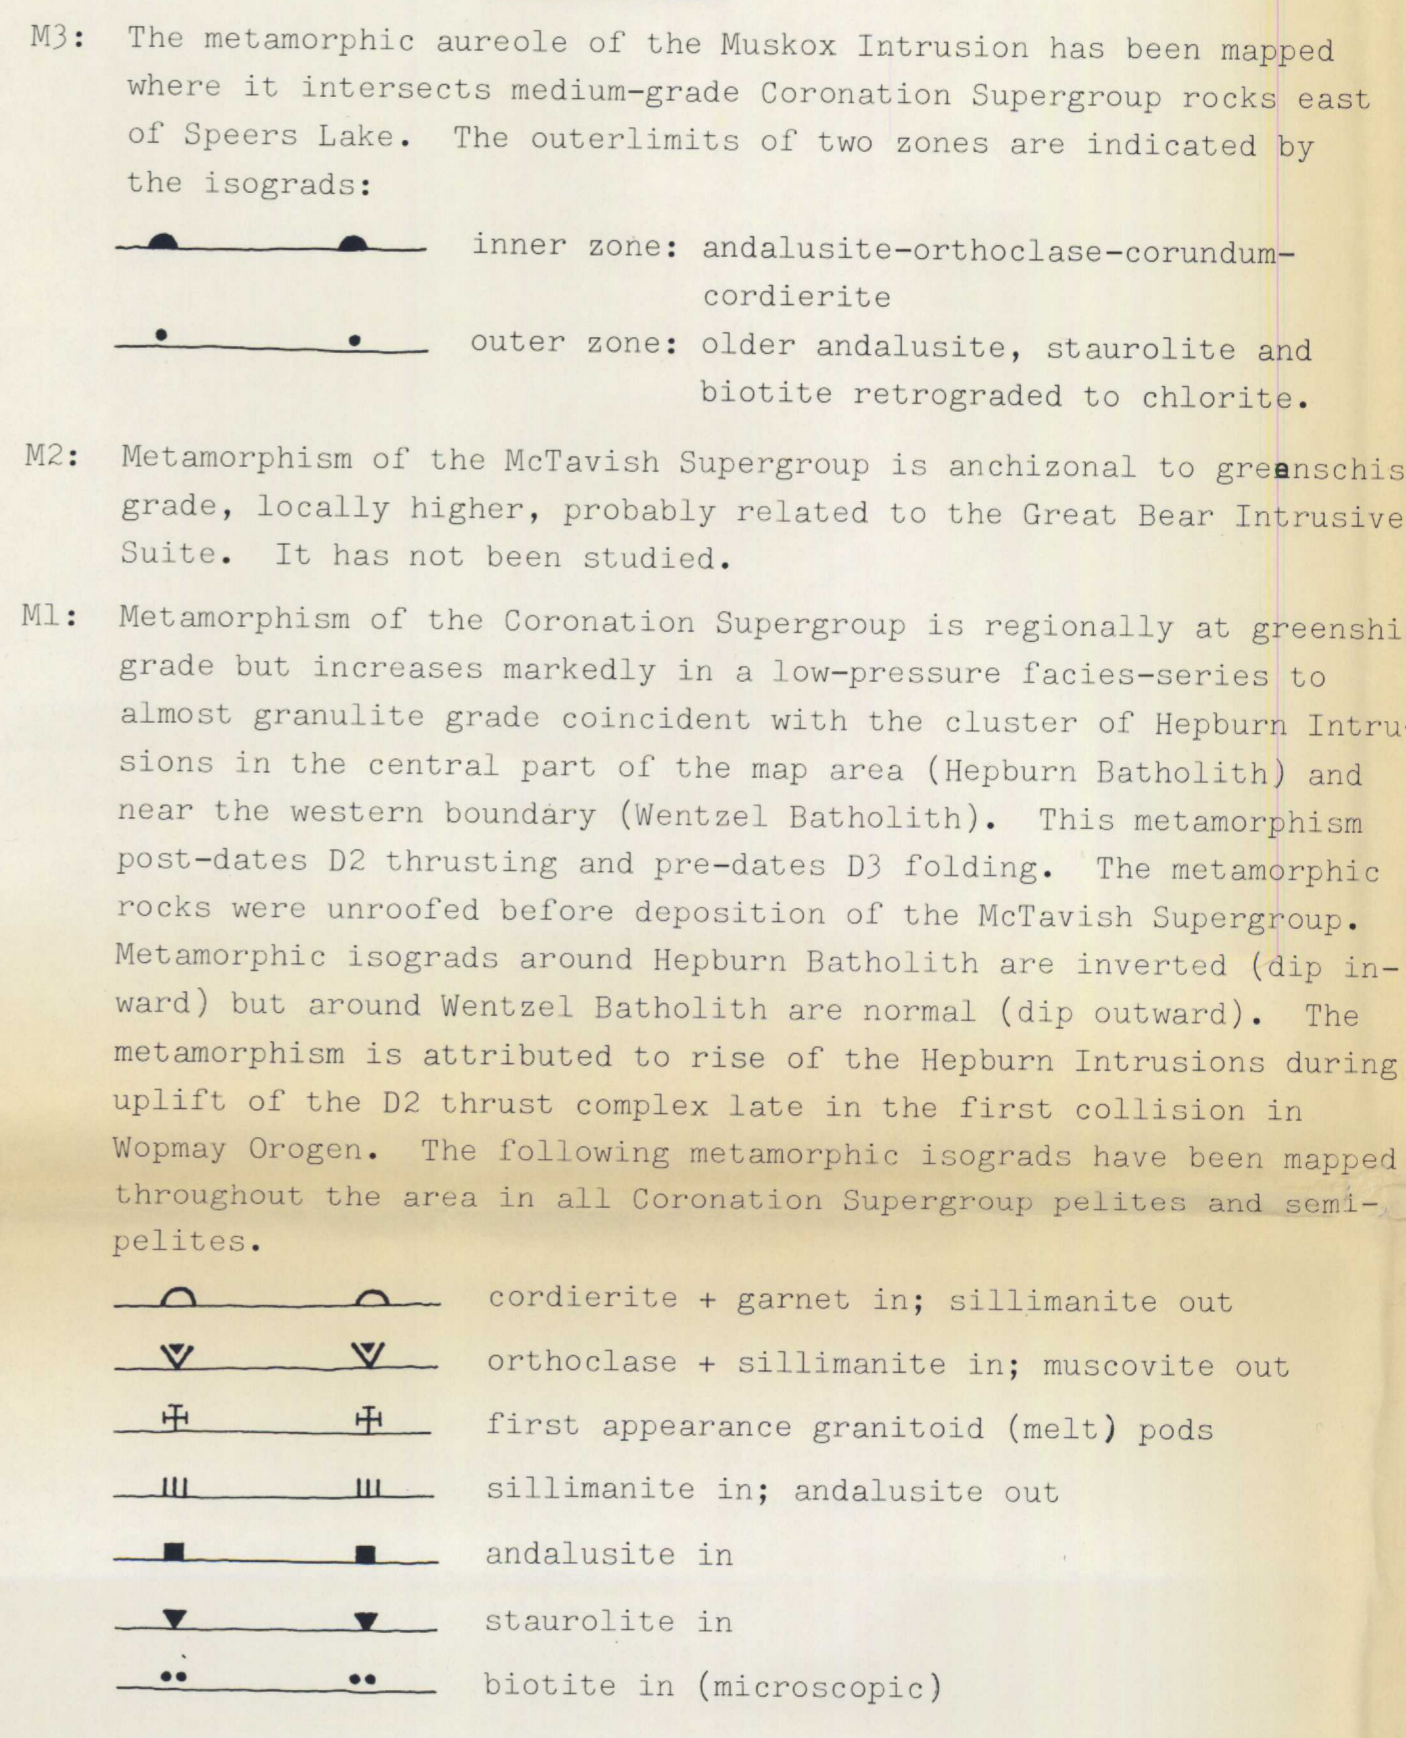 M3: The metamorphic aureole of the Muskox Intrusion has been mapped
where it intersects medium-grade Coronation Supergroup rocks east
of Speers Lake. The outerlimits of two zones are indicated by
the isograds:
inner zone: andalusite-orthoclase-corundum-
cordierite
outer zone: older andalusite, staurolite and
biotite retrograded to chlorite.
M2: Metamorphism of the McTavish Supergroup is anchizonal to greenschis
grade, locally higher, probably related to the Great Bear Intrusive
Suite. It has not been studied.
M1: Metamorphism of the Coronation Supergroup is regionally at greenshi
grade but increases markedly in a low-pressure facies-series to
almost granulite grade coincident with the cluster of Hepburn Intru-
sions in the central part of the map area (Hepburn Batholith) and
near the western boundary (Wentzel Batholith). This metamorphism
post-dates D2 thrusting and pre-dates D3 folding. The metamorphic
rocks were unroofed before deposition of the McTavish Supergroup.
Metamorphic isograds around Hepburn Batholith are inverted (dip in-
ward) but around Wentzel Batholith are normal (dip outward). The
metamorphism is attributed to rise of the Hepburn Intrusions during
uplift of the D2 thrust complex late in the first collision in
Wopmay Orogen. The following metamorphic isograds have been mapped
throughout the area in all Coronation Supergroup pelites and semi-
pelites.
cordierite + garnet in; sillimanite out
orthoclase + sillimanite in; muscovite out
first appearance granitoid (melt) pods
sillimanite in; andalusite out
andalusite in
staurolite in
biotite in (microscopic)